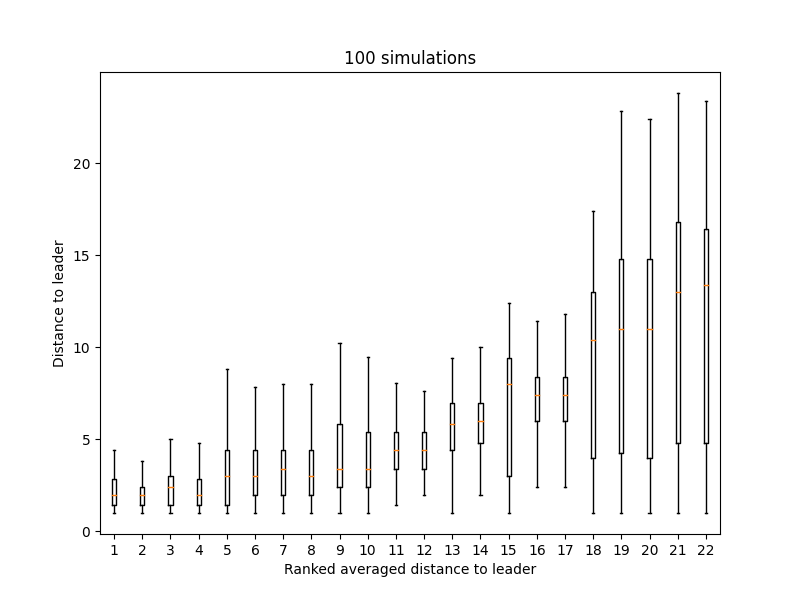 100 simulations
Distance to leader
20
15
10
5
0
1 2 3 4 5 6 7 8 9 10 11 12 13 14 15 16 17 18 19 20 21 22
Ranked averaged distance to leader